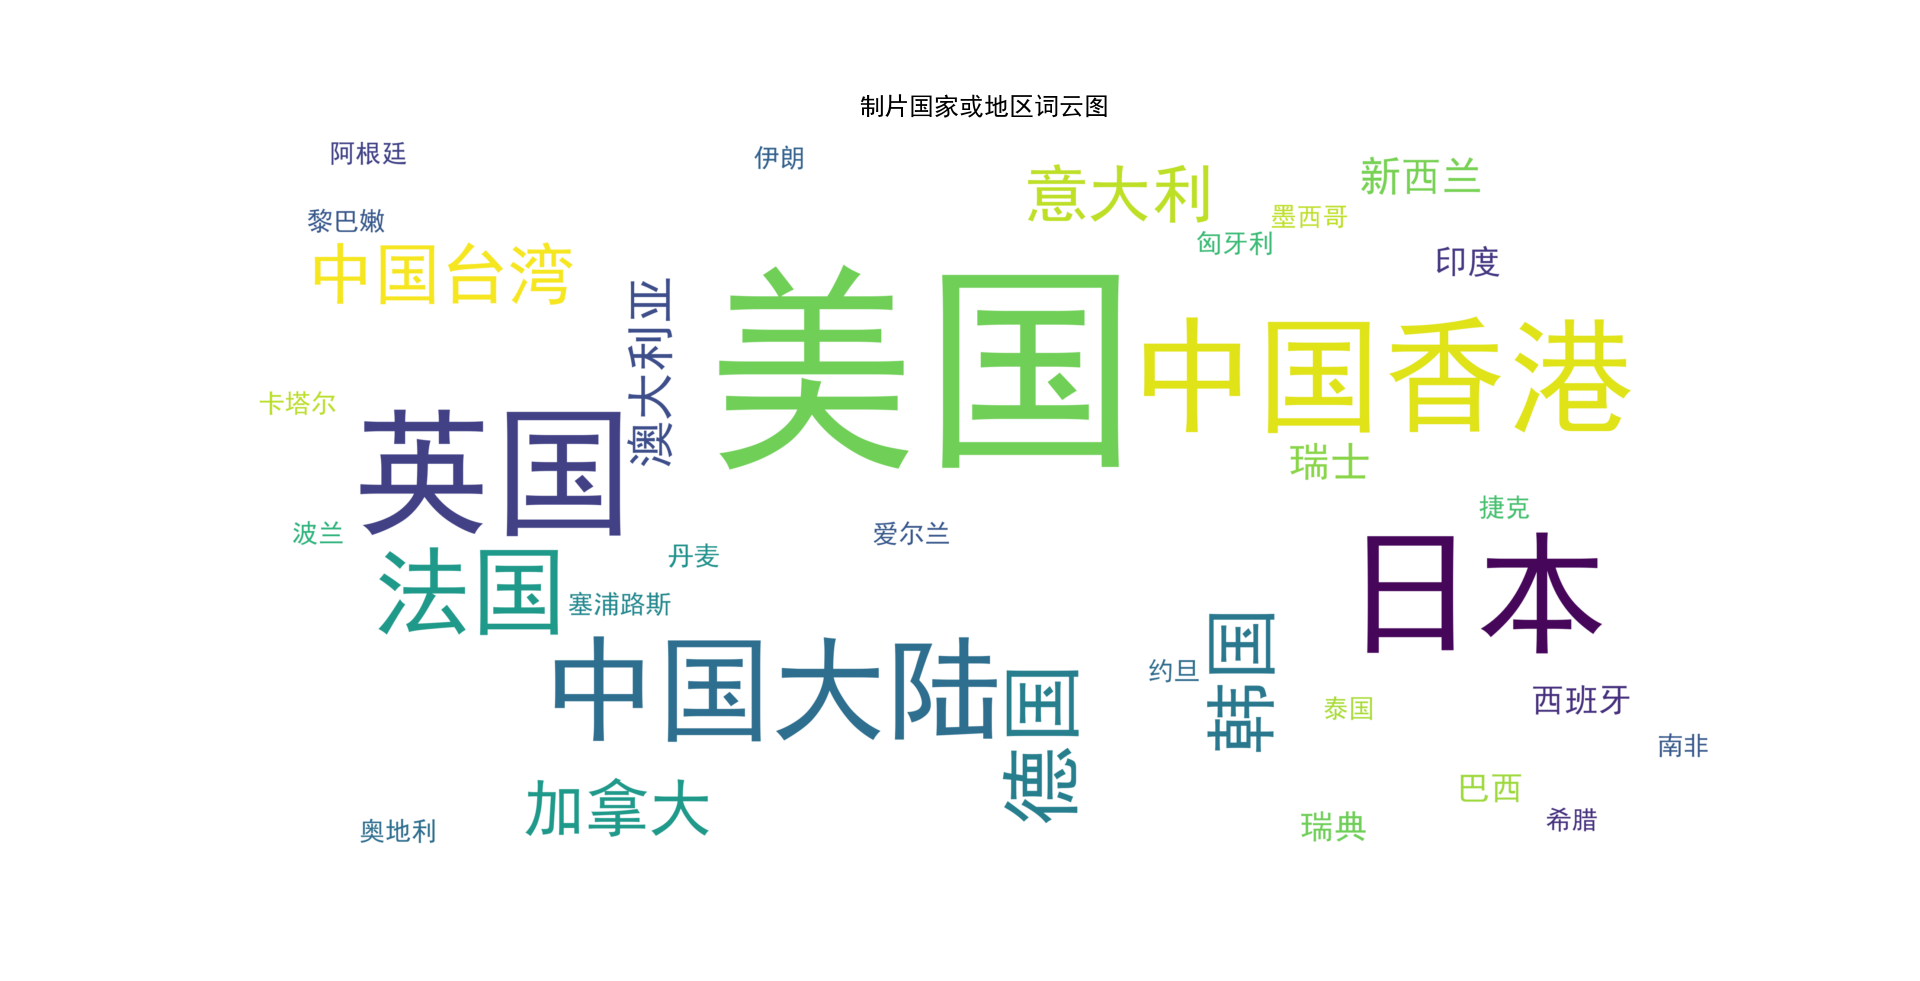 制片国家或地区词云图
阿根廷
伊朗
意大利
新西兰
黎巴嫩
墨西哥
匈牙利
中国台湾
印度
澳大利亚
美国
中国香港
卡塔尔
英国
瑞士
波兰
爱尔兰
捷克
丹麦
法国
塞浦路斯
日本
中国大陆
德国
约旦
韩国
泰国
西班牙
南非
加拿大
巴西
奥地利
瑞典
希腊